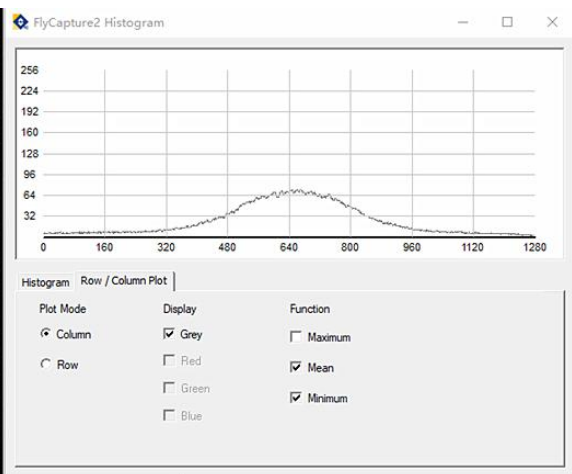 FlyCapture2 Histogram
256
224
192
160
128
96
64
32
0 160 320 480 640 800 960 1120 1280
Histogram Row / Column Plot
Plot Mode Display Function
Column Grey Maximum
Row Red Mean
Green Minimum
Blue